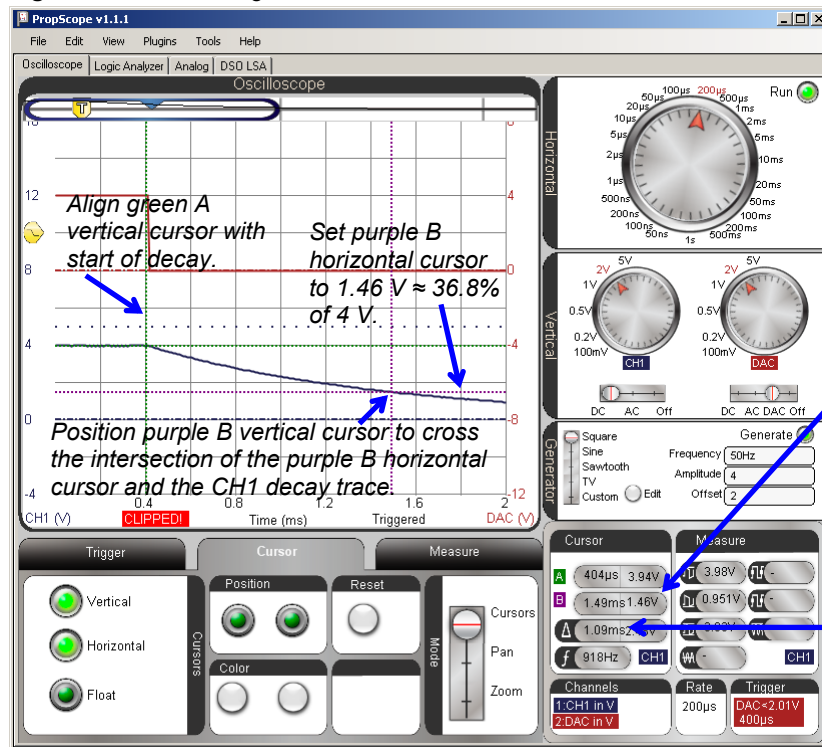 PropScope v1.1.1
File Edit View Plugins Tools Help
Oscilloscope Logic Analyzer Analog DSO LSA
Oscilloscope
T
12
8
4
0
-4
4
0
-4
-8
-12
Align green A
vertical cursor with
start of decay.
Set purple B
horizontal cursor
to 1.46 V ≈ 36.8%
of 4 V.
Position purple B vertical cursor to cross
the intersection of the purple B horizontal
cursor and the CH1 decay trace.
0.4 0.8 1.2 1.6 2
CH1 (V) CLIPPED! Time (ms) Triggered DAC (V)
Horizontal
Run
1µs 2µs 5µs 10µs 20µs 50µs 100µs 200µs 500µs 1ms 2ms 5ms 10ms 20ms 50ms 100ms 200ms 500ms 1s
50ns 100ns 200ns 500ns
Vertical
5V 2V 1V 0.5V 0.2V 100mV
CH1
DC AC Off
5V 2V 1V 0.5V 0.2V 100mV
DAC
DC AC DAC Off
Generator
Square
Sine
Sawtooth
TV
Custom Edit
Generate
Frequency 50Hz
Amplitude 4
Offset 2
Trigger Cursor Measure
Vertical
Horizontal
Float
Cursors
Position
Reset
Color
Mode
Cursors
Pan
Zoom
Cursor
A 404µs 3.94V
B 1.49ms 1.46V
Δ 1.09ms
f 918Hz CH1
Measure
3.98V -
0.951V -
-
CH1
Channels
1:CH1 in V
2:DAC in V
Rate
200µs
Trigger
DAC<2.01V
400µs